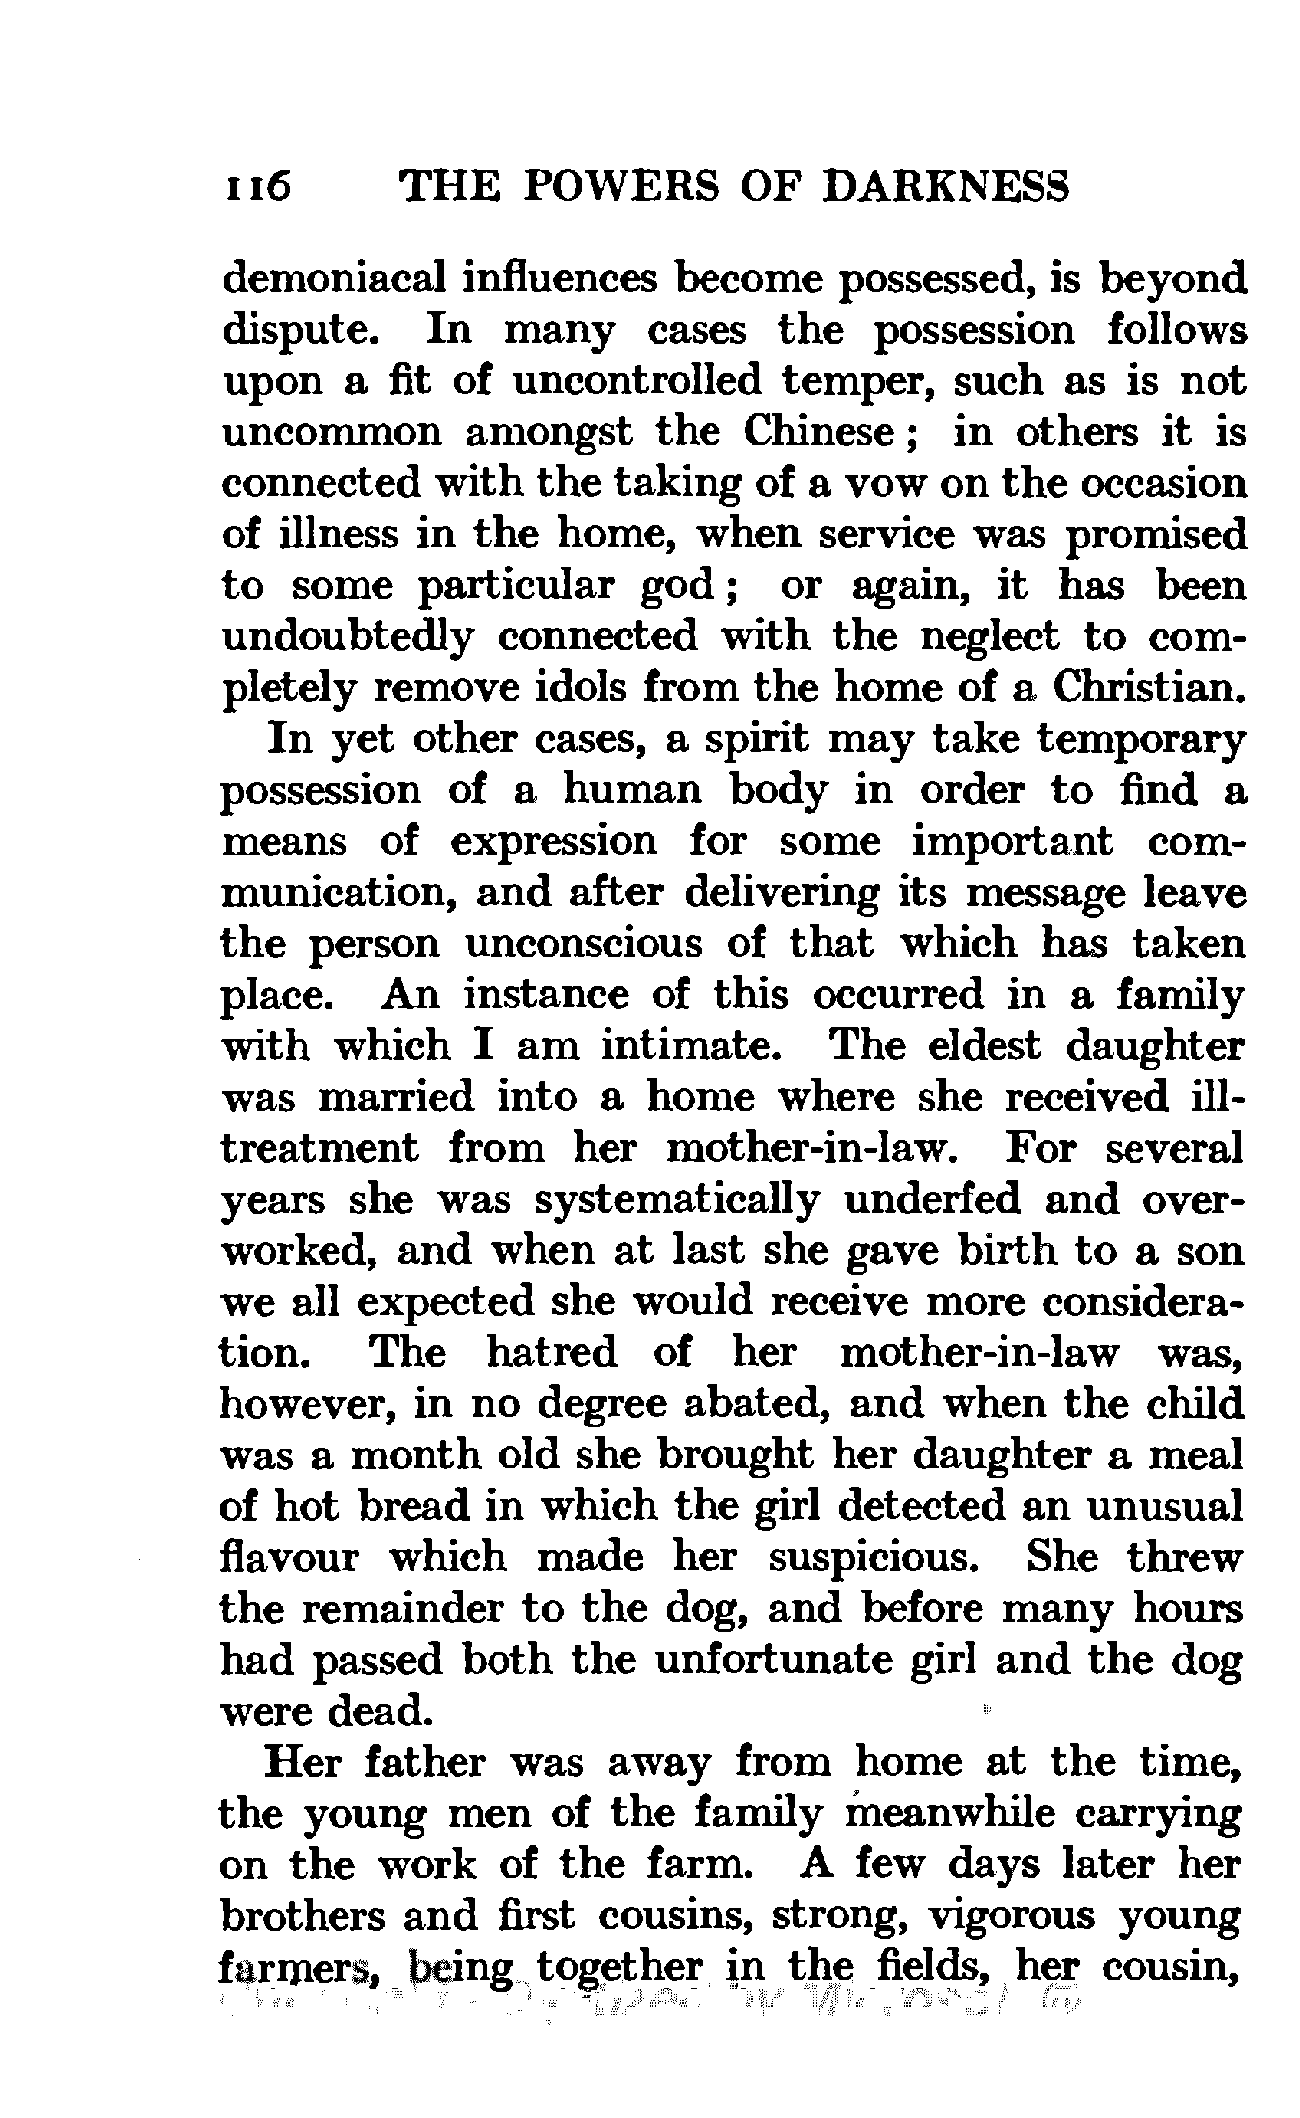 116 THE POWERS OF DARKNESS
demoniacal influences become possessed, is beyond
dispute. In many cases the possession follows
upon a fit of uncontrolled temper, such as is not
uncommon amongst the Chinese ; in others it is
connected with the taking of a vow on the occasion
of illness in the home, when service was promised
to some particular god ; or again, it has been
undoubtedly connected with the neglect to com-
pletely remove idols from the home of a Christian.
In yet other cases, a spirit may take temporary
possession of a human body in order to find a
means of expression for some important com-
munication, and after delivering its message leave
the person unconscious of that which has taken
place. An instance of this occurred in a family
with which I am intimate. The eldest daughter
was married into a home where she received ill-
treatment from her mother-in-law. For several
years she was systematically underfed and over-
worked, and when at last she gave birth to a son
we all expected she would receive more considera-
tion. The hatred of her mother-in-law was,
however, in no degree abated, and when the child
was a month old she brought her daughter a meal
of hot bread in which the girl detected an unusual
flavour which made her suspicious. She threw
the remainder to the dog, and before many hours
had passed both the unfortunate girl and the dog
were dead.
Her father was away from home at the time,
the young men of the family meanwhile carrying
on the work of the farm. A few days later her
brothers and first cousins, strong, vigorous young
farmers, being together in the fields, her cousin,